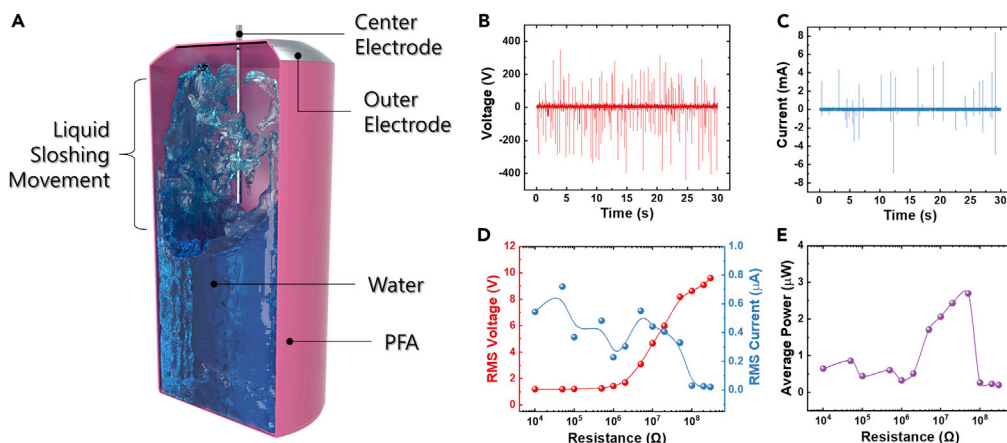 A
Center
Electrode
Outer
Electrode
Liquid
Sloshing
Movement
Water
PFA
B
Voltage (V)
400
200
0
-200
-400
0 5 10 15 20 25 30
Time (s)
C
Current (mA)
8
6
4
2
0
-2
-4
-6
-8
0 5 10 15 20 25 30
Time (s)
D
RMS Voltage (V)
12
10
8
6
4
2
0
RMS Current (μA)
1.0
0.8
0.6
0.4
0.2
0.0
10⁴ 10⁵ 10⁶ 10⁷ 10⁸
Resistance (Ω)
E
Average Power (μW)
4
3
2
1
0
10⁴ 10⁵ 10⁶ 10⁷ 10⁸
Resistance (Ω)